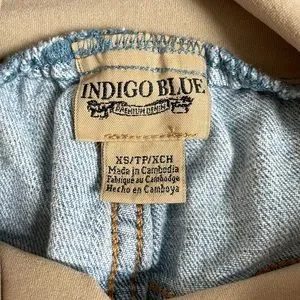 INDIGO BLUE
PREMIUM DENIM
XS/TP/XCH
Made in Cambodia
Fabriqué au Cambodge
Hecho en Camboya